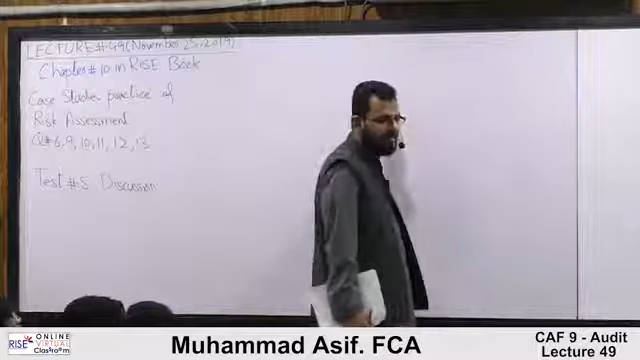 LECTURE#49(November 25, 2019)
Chapter#10 in RISE Book
Case Studies practice of
Risk Assessment
Q#6,9,10,11,12,13
Test #5 Discussion
RISE ONLINE VIRTUAL Classroom
Muhammad Asif. FCA
CAF 9 - Audit
Lecture 49